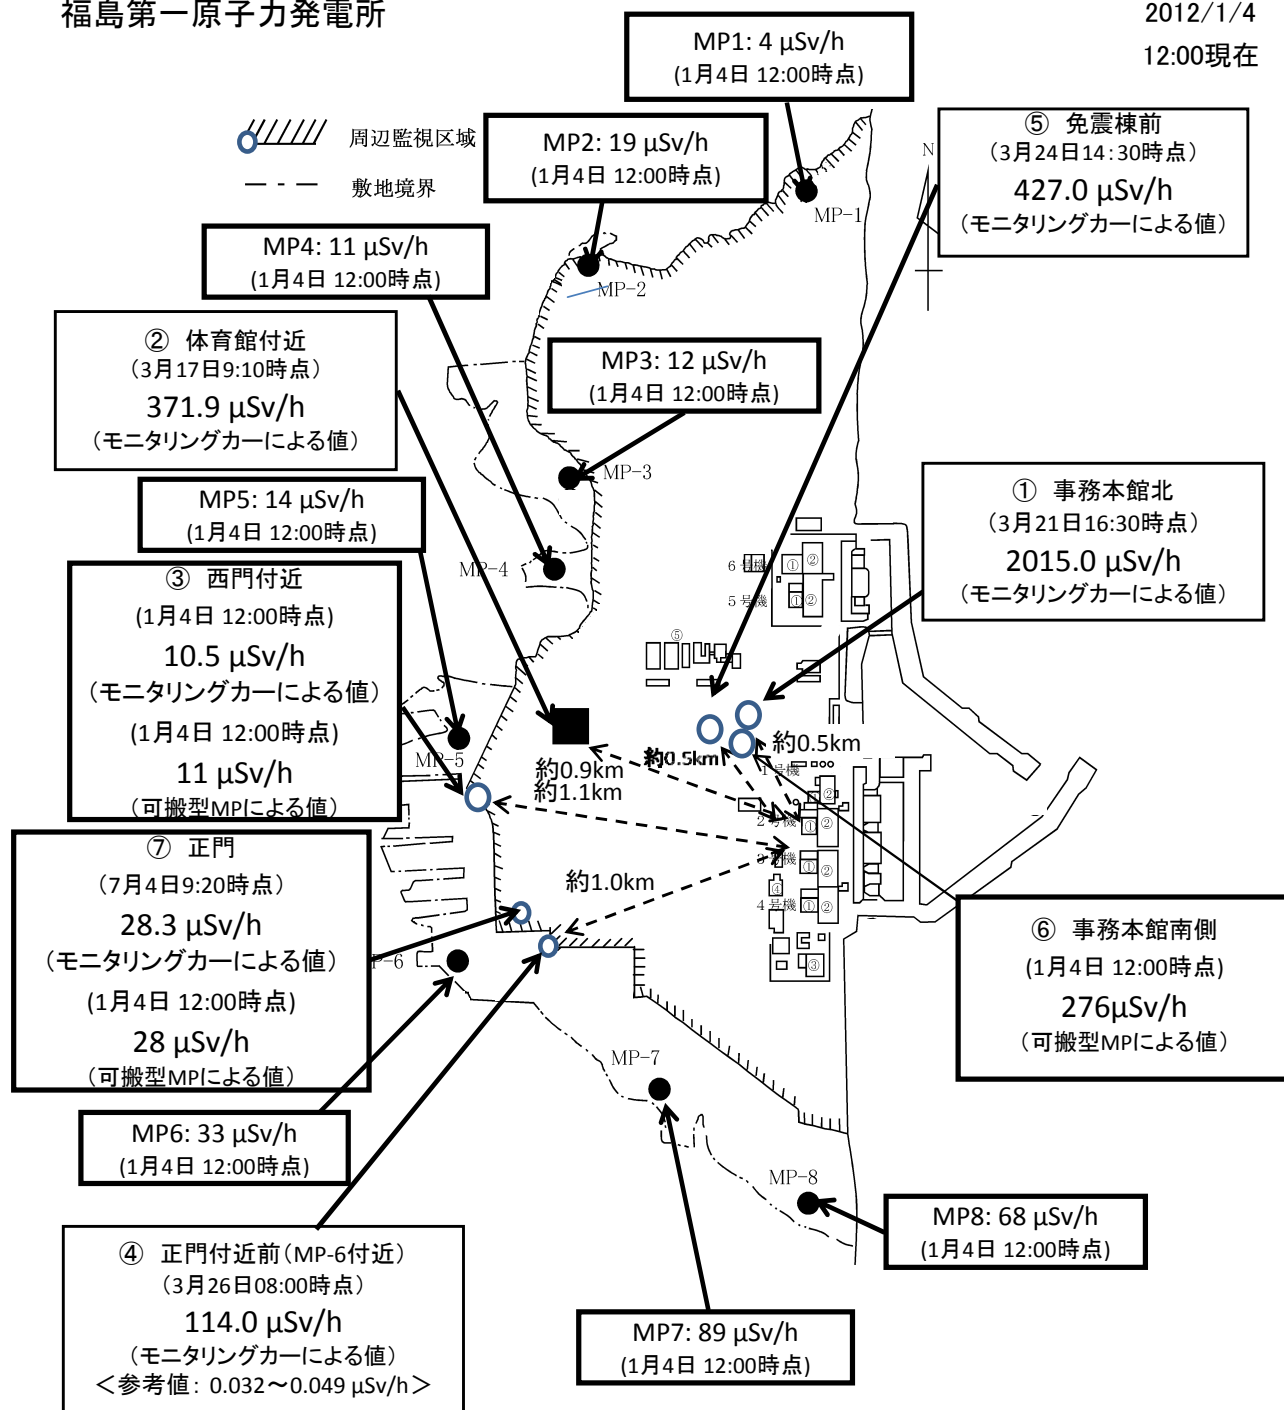 福島第一原子力発電所
2012/1/4
12:00現在
周辺監視区域
敷地境界
MP1: 4 μSv/h
(1月4日 12:00時点)
MP2: 19 μSv/h
(1月4日 12:00時点)
⑤ 免震棟前
(3月24日14:30時点)
427.0 μSv/h
(モニタリングカーによる値)
N
MP-1
MP4: 11 μSv/h
(1月4日 12:00時点)
MP-2
② 体育館付近
(3月17日9:10時点)
371.9 μSv/h
(モニタリングカーによる値)
MP3: 12 μSv/h
(1月4日 12:00時点)
MP-3
MP5: 14 μSv/h
(1月4日 12:00時点)
① 事務本館北
(3月21日16:30時点)
2015.0 μSv/h
(モニタリングカーによる値)
MP-4
6号機
① ②
5号機
① ②
⑤
③ 西門付近
(1月4日 12:00時点)
10.5 μSv/h
(モニタリングカーによる値)
(1月4日 12:00時点)
11 μSv/h
(可搬型MPによる値)
MP-5
約0.9km
約1.1km
約0.5km
約0.5km
1号機
②
2号機
① ②
3号機
① ②
④
4号機
① ②
③
約1.0km
⑦ 正門
(7月4日9:20時点)
28.3 μSv/h
(モニタリングカーによる値)
(1月4日 12:00時点)
28 μSv/h
(可搬型MPによる値)
P-6
⑥ 事務本館南側
(1月4日 12:00時点)
276μSv/h
(可搬型MPによる値)
MP-7
MP6: 33 μSv/h
(1月4日 12:00時点)
MP-8
MP8: 68 μSv/h
(1月4日 12:00時点)
④ 正門付近前(MP-6付近)
(3月26日08:00時点)
114.0 μSv/h
(モニタリングカーによる値)
<参考値: 0.032~0.049 μSv/h>
MP7: 89 μSv/h
(1月4日 12:00時点)